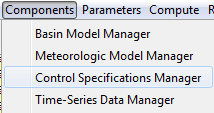 Components Parameters Compute
Basin Model Manager
Meteorologic Model Manager
Control Specifications Manager
Time-Series Data Manager